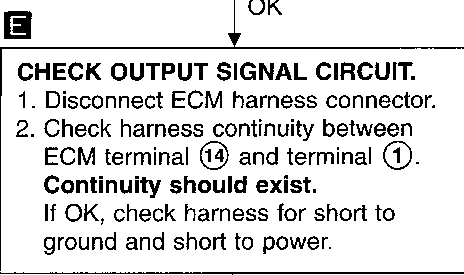 OK
E
CHECK OUTPUT SIGNAL CIRCUIT.
1. Disconnect ECM harness connector.
2. Check harness continuity between
ECM terminal ⑭ and terminal ①.
Continuity should exist.
If OK, check harness for short to
ground and short to power.